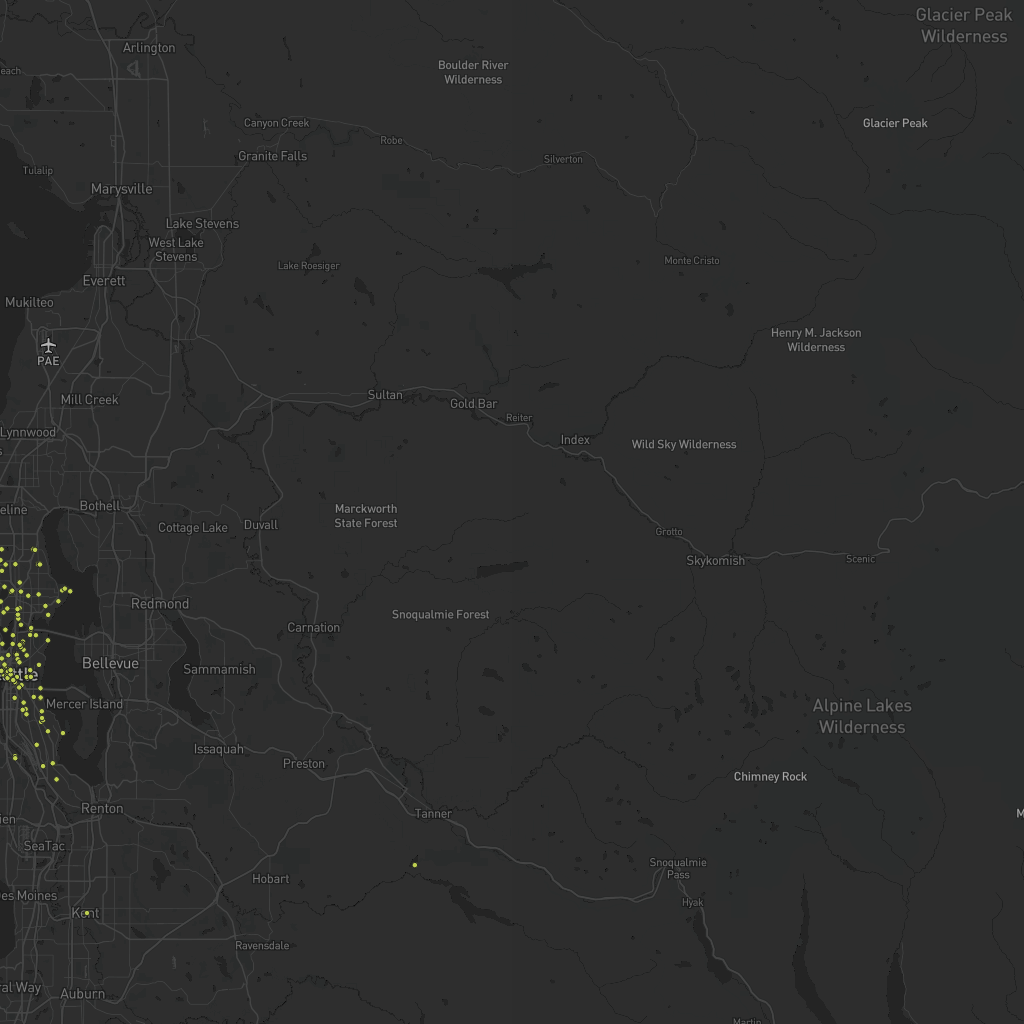 Glacier Peak
Wilderness
Arlington
Boulder River
Wilderness
each
Canyon Creek
Glacier Peak
Robe
Granite Falls
Silverton
Tulalip
Marysville
Lake Stevens
West Lake
Stevens
Monte Cristo
Lake Roesiger
Everett
Mukilteo
Henry M. Jackson
Wilderness
PAE
Sultan
Mill Creek
Gold Bar
Reiter
Lynnwood
Index
Wild Sky Wilderness
s
Bothell
eline
Marckworth
State Forest
Cottage Lake
Duvall
Grotto
Skykomish
Scenic
Redmond
Snoqualmie Forest
Carnation
Bellevue
Sammamish
ttle
Mercer Island
Alpine Lakes
Wilderness
Issaquah
Preston
Chimney Rock
Renton
Tanner
M
ien
SeaTac
Snoqualmie
Pass
Hobart
Des Moines
Hyak
Kent
Ravensdale
ral Way
Auburn
Martin